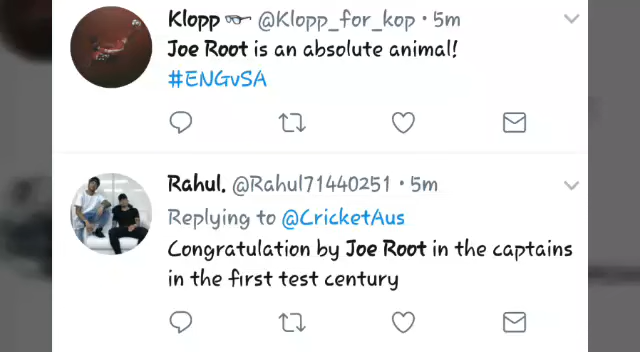 Klopp 👓 @Klopp_for_kop · 5m
Joe Root is an absolute animal!
#ENGvSA
Rahul. @Rahul71440251 · 5m
Replying to @CricketAus
Congratulation by Joe Root in the captains
in the first test century